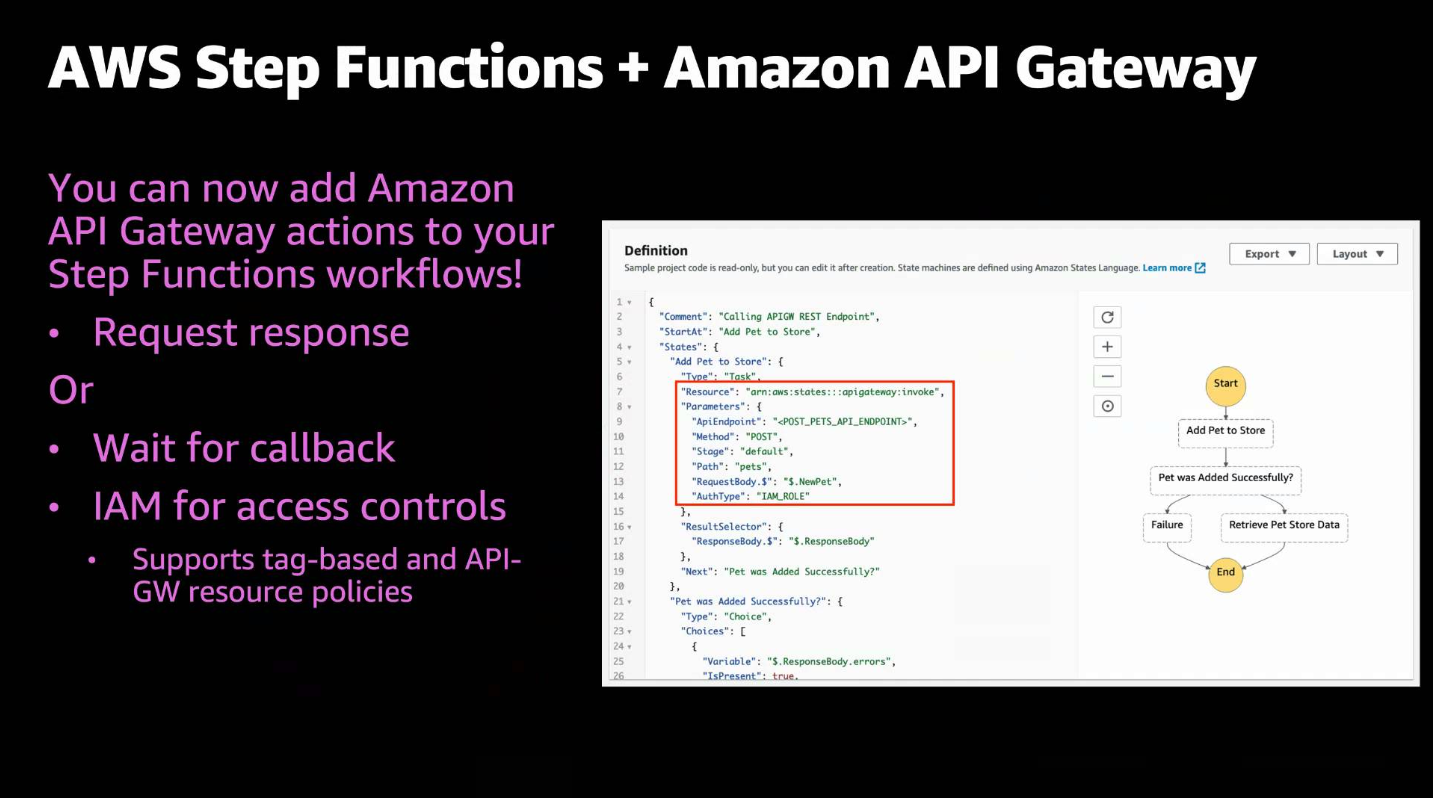 AWS Step Functions + Amazon API Gateway
You can now add Amazon
API Gateway actions to your
Step Functions workflows!
• Request response
Or
• Wait for callback
• IAM for access controls
• Supports tag-based and API-
GW resource policies
Definition
Sample project code is read-only, but you can edit it after creation. State machines are defined using Amazon States Language. Learn more
Export ▼
Layout ▼
1 {
2 "Comment": "Calling APIGW REST Endpoint",
3 "StartAt": "Add Pet to Store",
4 "States": {
5 "Add Pet to Store": {
6 "Type": "Task",
7 "Resource": "arn:aws:states:::apigateway:invoke",
8 "Parameters": {
9 "ApiEndpoint": "<POST_PETS_API_ENDPOINT>",
10 "Method": "POST",
11 "Stage": "default",
12 "Path": "pets",
13 "RequestBody.$": "$.NewPet",
14 "AuthType": "IAM_ROLE"
15 },
16 "ResultSelector": {
17 "ResponseBody.$": "$.ResponseBody"
18 },
19 "Next": "Pet was Added Successfully?"
20 },
21 "Pet was Added Successfully?": {
22 "Type": "Choice",
23 "Choices": [
24 {
25 "Variable": "$.ResponseBody.errors",
26 "IsPresent": true,
Start
Add Pet to Store
Pet was Added Successfully?
Failure
Retrieve Pet Store Data
End